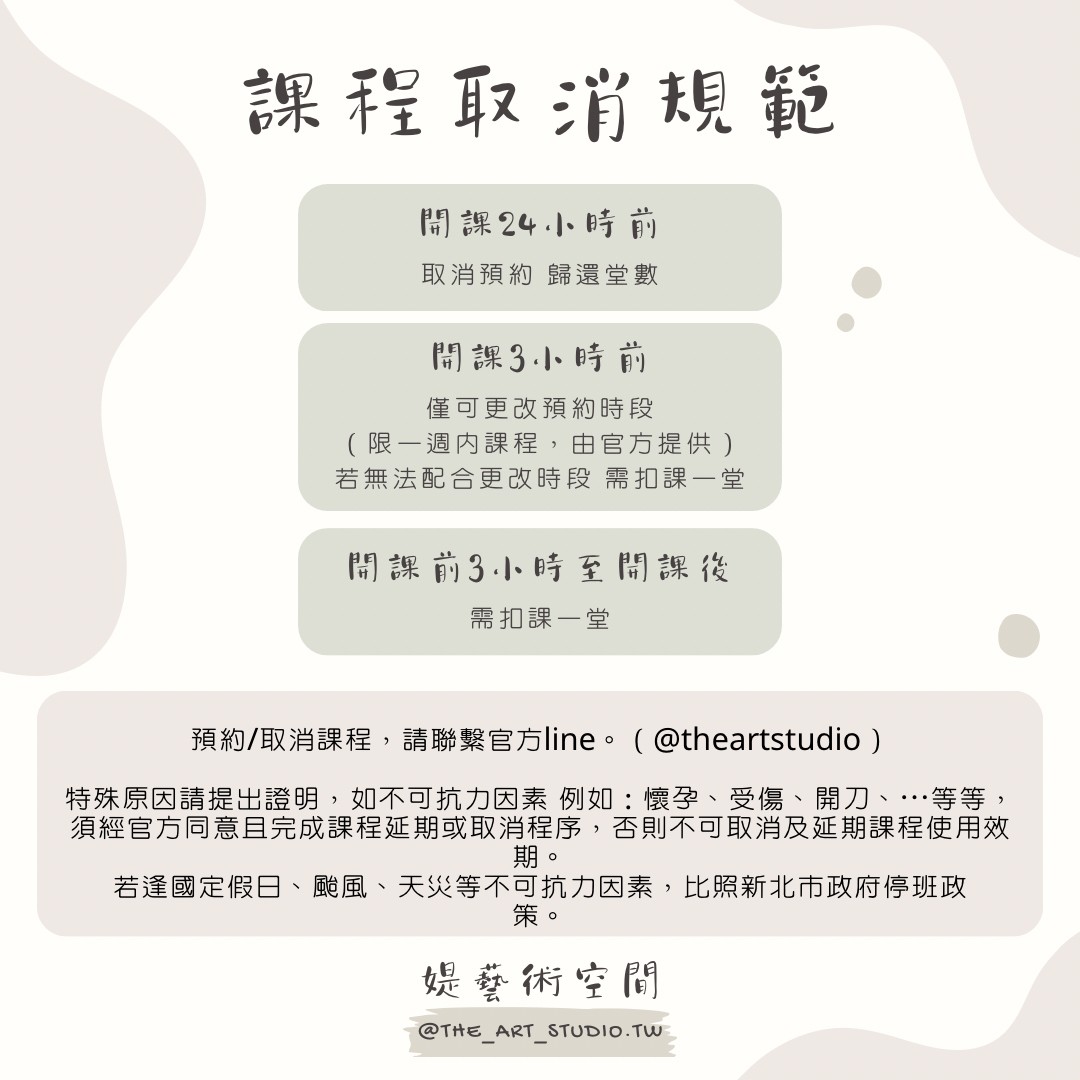 課程取消規範
開課24小時前
取消預約 歸還堂數
開課3小時前
僅可更改預約時段
（限一週內課程，由官方提供）
若無法配合更改時段 需扣課一堂
開課前3小時至開課後
需扣課一堂
預約/取消課程，請聯繫官方line。（@theartstudio）
特殊原因請提出證明，如不可抗力因素 例如：懷孕、受傷、開刀、…等等，
須經官方同意且完成課程延期或取消程序，否則不可取消及延期課程使用效
期。
若逢國定假日、颱風、天災等不可抗力因素，比照新北市政府停班政
策。
媞藝術空間
@THE_ART_STUDIO.TW